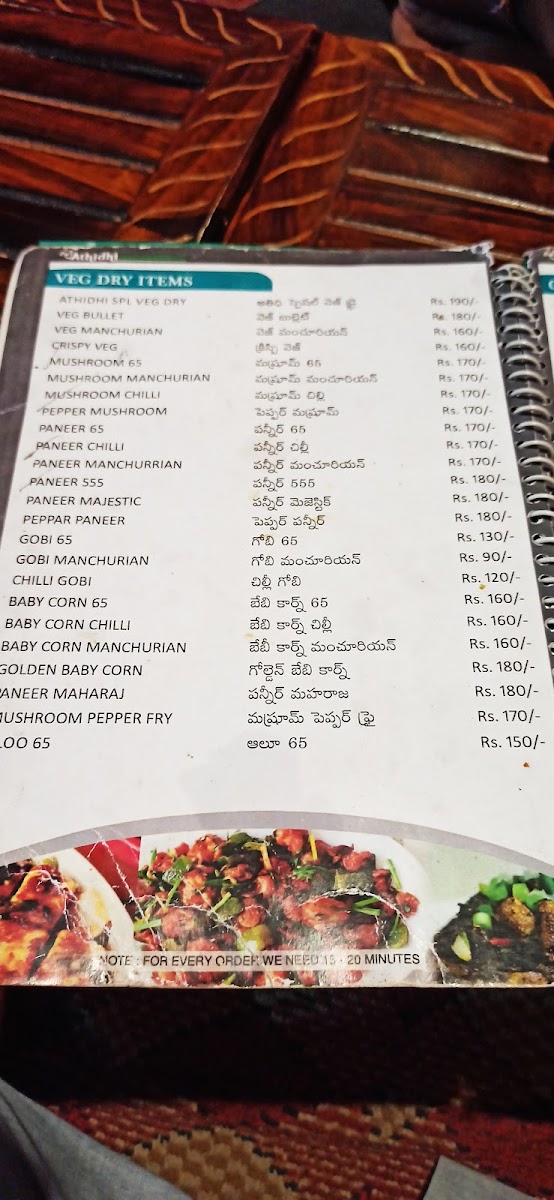 Athidhi
VEG DRY ITEMS
ATHIDHI SPL VEG DRY అతిధి స్పెషల్ వెజ్ డ్రై Rs. 190/-
VEG BULLET వెజ్ బుల్లెట్ Rs. 180/-
VEG MANCHURIAN వెజ్ మంచూరియన్ Rs. 160/-
CRISPY VEG క్రిస్పి వెజ్ Rs. 160/-
MUSHROOM 65 మష్రూమ్ 65 Rs. 170/-
MUSHROOM MANCHURIAN మష్రూమ్ మంచూరియన్ Rs. 170/-
MUSHROOM CHILLI మష్రూమ్ చిల్లి Rs. 170/-
PEPPER MUSHROOM పెప్పర్ మష్రూమ్ Rs. 170/-
PANEER 65 పన్నీర్ 65 Rs. 170/-
PANEER CHILLI పన్నీర్ చిల్లీ Rs. 170/-
PANEER MANCHURRIAN పన్నీర్ మంచూరియన్ Rs. 170/-
PANEER 555 పన్నీర్ 555 Rs. 180/-
PANEER MAJESTIC పన్నీర్ మెజెస్టిక్ Rs. 180/-
PEPPAR PANEER పెప్పర్ పన్నీర్ Rs. 180/-
GOBI 65 గోబి 65 Rs. 130/-
GOBI MANCHURIAN గోబి మంచూరియన్ Rs. 90/-
CHILLI GOBI చిల్లీ గోబి Rs. 120/-
BABY CORN 65 బేబి కార్న్ 65 Rs. 160/-
BABY CORN CHILLI బేబి కార్న్ చిల్లీ Rs. 160/-
BABY CORN MANCHURIAN బేబీ కార్న్ మంచూరియన్ Rs. 160/-
GOLDEN BABY CORN గోల్డెన్ బేబి కార్న్ Rs. 180/-
PANEER MAHARAJ పన్నీర్ మహరాజ Rs. 180/-
MUSHROOM PEPPER FRY మష్రూమ్ పెప్పర్ ఫ్రై Rs. 170/-
LOO 65 ఆలూ 65 Rs. 150/-
NOTE : FOR EVERY ORDER WE NEED 15 - 20 MINUTES